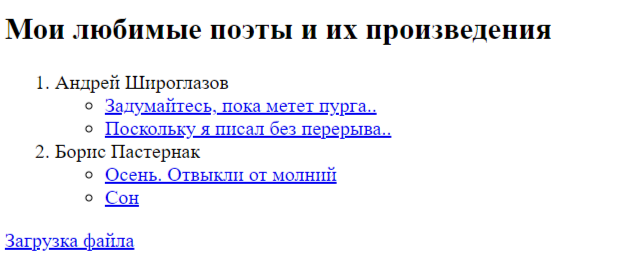 Мои любимые поэты и их произведения
1. Андрей Широглазов
Задумайтесь, пока метет пурга..
Поскольку я писал без перерыва..
2. Борис Пастернак
Осень. Отвыкли от молний
Сон
Загрузка файла